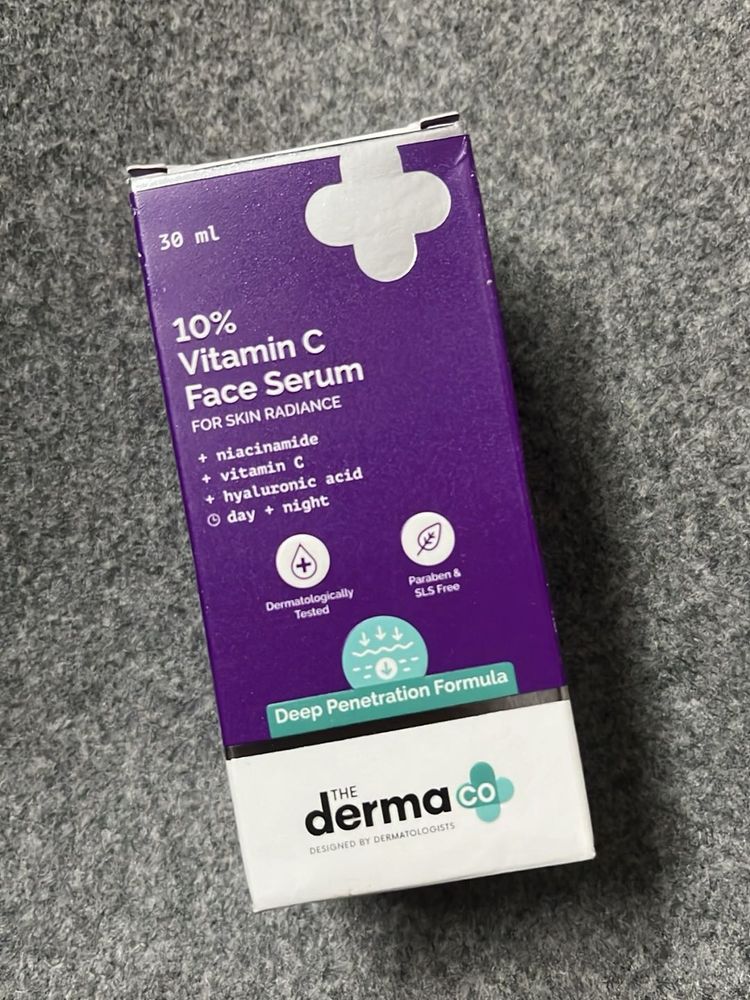 30 ml
10%
Vitamin C
Face Serum
FOR SKIN RADIANCE
+ niacinamide
+ vitamin C
+ hyaluronic acid
day + night
Dermatologically
Tested
Paraben &
SLS Free
Deep Penetration Formula
THE
derma co
DESIGNED BY DERMATOLOGISTS